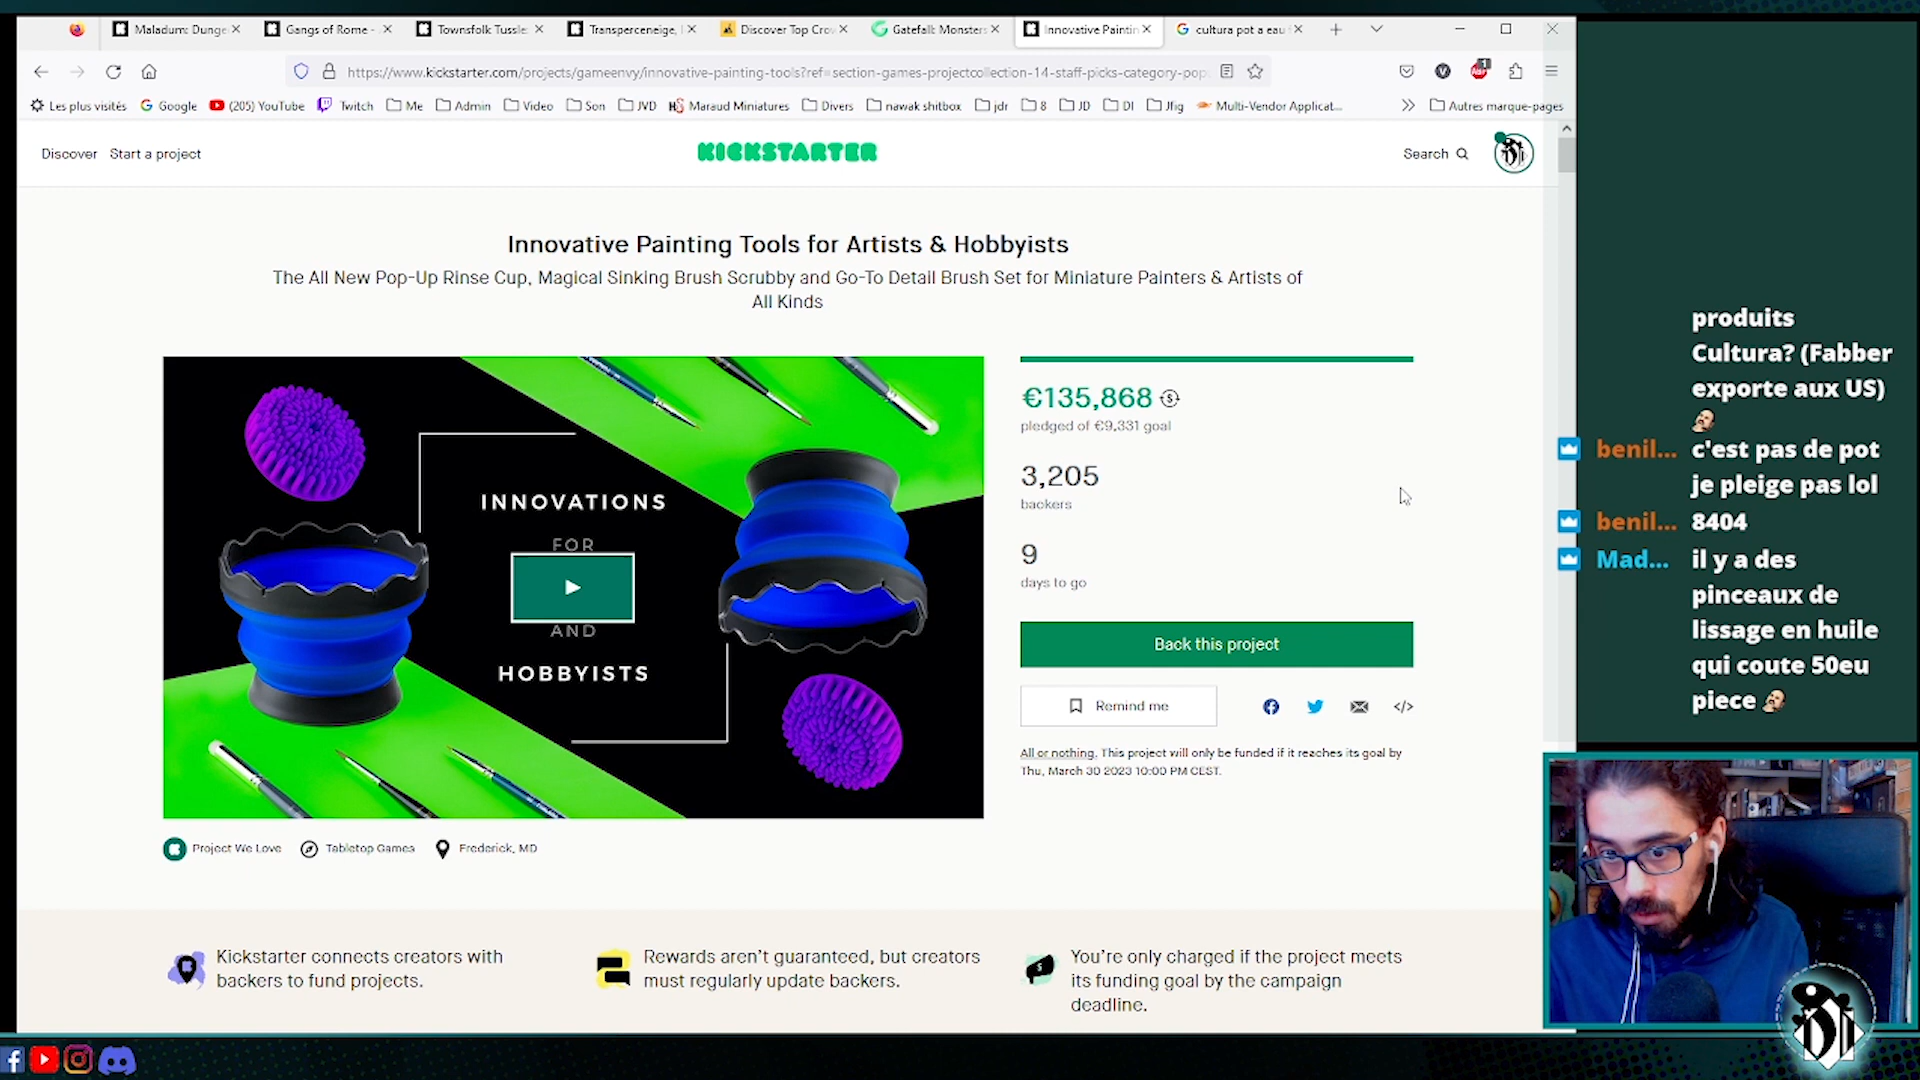 Maladum: Dunge
Gangs of Rome -
Townsfolk Tussle:
Transperceneige,
Discover Top Crow
Gatefall: Monsters
Innovative Paintin
cultura pot a eau
https://www.kickstarter.com/projects/gameenvy/innovative-painting-tools?ref=section-games-projectcollection-14-staff-picks-category-pop
1
Les plus visités
Google
(205) YouTube
Twitch
Me
Admin
Video
Son
JVD
Maraud Miniatures
Divers
nawak shitbox
jdr
8
JD
DI
Jfig
Multi-Vendor Applicat...
Autres marque-pages
Discover
Start a project
KICKSTARTER
Search
Innovative Painting Tools for Artists & Hobbyists
The All New Pop-Up Rinse Cup, Magical Sinking Brush Scrubby and Go-To Detail Brush Set for Miniature Painters & Artists of
All Kinds
INNOVATIONS
FOR
AND
HOBBYISTS
€135,868
pledged of €9,331 goal
3,205
backers
9
days to go
Back this project
Remind me
All or nothing. This project will only be funded if it reaches its goal by
Thu, March 30 2023 10:00 PM CEST.
Project We Love
Tabletop Games
Frederick, MD
Kickstarter connects creators with
backers to fund projects.
Rewards aren't guaranteed, but creators
must regularly update backers.
You're only charged if the project meets
its funding goal by the campaign
deadline.
produits
Cultura? (Fabber
exporte aux US)
benil... c'est pas de pot
je pleige pas lol
benil... 8404
Mad... il y a des
pinceaux de
lissage en huile
qui coute 50eu
piece
DI